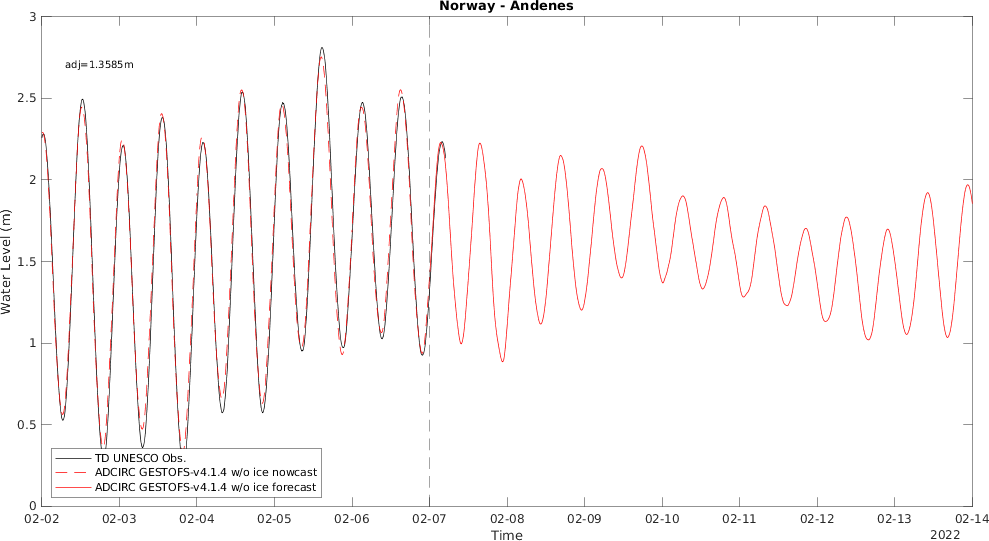 Norway - Andenes
adj=1.3585m
3
2.5
2
1.5
1
0.5
0
Water Level (m)
TD UNESCO Obs.
ADCIRC GESTOFS-v4.1.4 w/o ice nowcast
ADCIRC GESTOFS-v4.1.4 w/o ice forecast
02-02 02-03 02-04 02-05 02-06 02-07 02-08 02-09 02-10 02-11 02-12 02-13 02-14
Time
2022